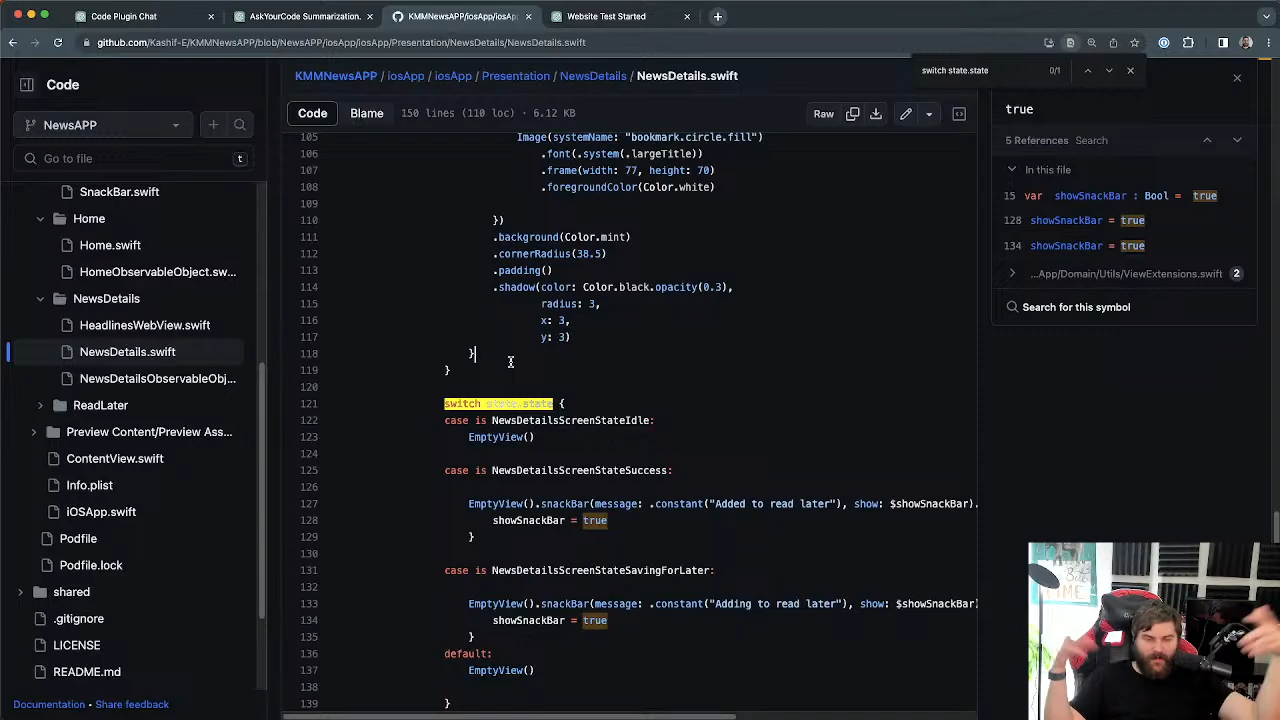 Code Plugin Chat
AskYourCode Summarization.
KMMNewsAPP/iosApp/iosApp
Website Test Started
github.com/Kashif-E/KMMNewsAPP/blob/NewsAPP/iosApp/iosApp/Presentation/NewsDetails/NewsDetails.swift
switch state.state 0/1
Code
NewsAPP
Go to file t
SnackBar.swift
Home
Home.swift
HomeObservableObject.sw...
NewsDetails
HeadlinesWebView.swift
NewsDetails.swift
NewsDetailsObservableObj...
ReadLater
Preview Content/Preview Ass...
ContentView.swift
Info.plist
iOSApp.swift
Podfile
Podfile.lock
shared
.gitignore
LICENSE
README.md
Documentation • Share feedback
KMMNewsAPP / iosApp / iosApp / Presentation / NewsDetails / NewsDetails.swift
Code Blame 150 lines (110 loc) · 6.12 KB Raw
105 Image(systemName: "bookmark.circle.fill")
106 .font(.system(.largeTitle))
107 .frame(width: 77, height: 70)
108 .foregroundColor(Color.white)
109
110 })
111 .background(Color.mint)
112 .cornerRadius(38.5)
113 .padding()
114 .shadow(color: Color.black.opacity(0.3),
115 radius: 3,
116 x: 3,
117 y: 3)
118 }
119 }
120
121 switch state.state {
122 case is NewsDetailsScreenStateIdle:
123 EmptyView()
124
125 case is NewsDetailsScreenStateSuccess:
126
127 EmptyView().snackBar(message: .constant("Added to read later"), show: $showSnackBar).
128 showSnackBar = true
129 }
130
131 case is NewsDetailsScreenStateSavingForLater:
132
133 EmptyView().snackBar(message: .constant("Adding to read later"), show: $showSnackBar)
134 showSnackBar = true
135 }
136 default:
137 EmptyView()
138
139 }
true
5 References Search
In this file
15 var showSnackBar : Bool = true
128 showSnackBar = true
134 showSnackBar = true
...App/Domain/Utils/ViewExtensions.swift 2
Search for this symbol